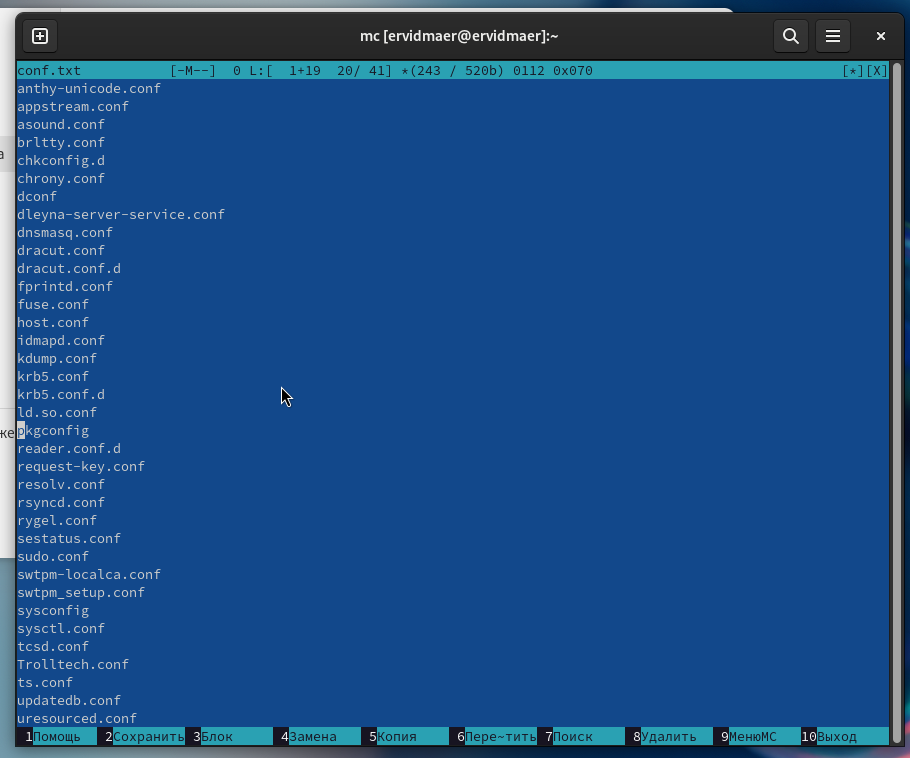 mc [ervidmaer@ervidmaer]:~
conf.txt [-M--] 0 L:[ 1+19 20/ 41] *(243 / 520b) 0112 0x070 [*][X]
anthy-unicode.conf
appstream.conf
asound.conf
brltty.conf
chkconfig.d
chrony.conf
dconf
dleyna-server-service.conf
dnsmasq.conf
dracut.conf
dracut.conf.d
fprintd.conf
fuse.conf
host.conf
idmapd.conf
kdump.conf
krb5.conf
krb5.conf.d
ld.so.conf
pkgconfig
reader.conf.d
request-key.conf
resolv.conf
rsyncd.conf
rygel.conf
sestatus.conf
sudo.conf
swtpm-localca.conf
swtpm_setup.conf
sysconfig
sysctl.conf
tcsd.conf
Trolltech.conf
ts.conf
updatedb.conf
uresourced.conf
1Помощь 2Сохранить 3Блок 4Замена 5Копия 6Пере~тить 7Поиск 8Удалить 9МенюMC 10Выход